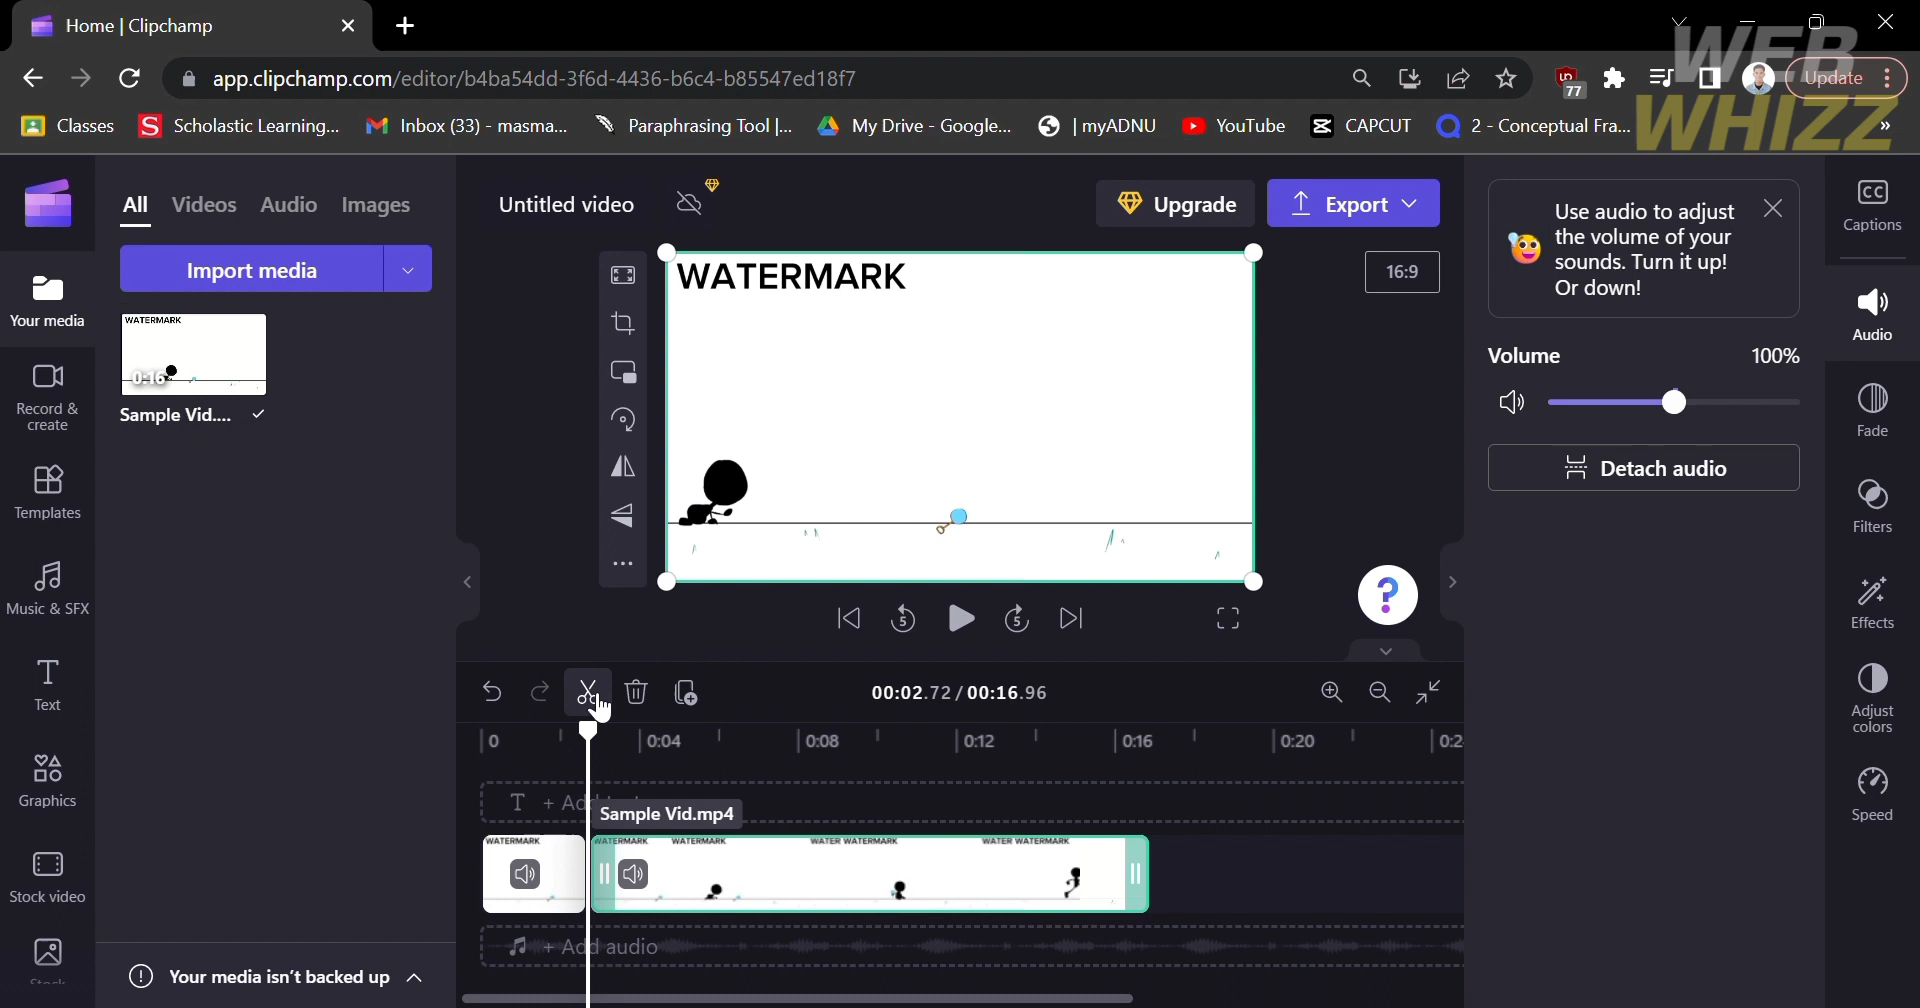 Home | Clipchamp
app.clipchamp.com/editor/b4ba54dd-3f6d-4436-b6c4-b85547ed18f7
77
Update
WEB
WHIZZ
Classes
Scholastic Learning...
Inbox (33) - masma...
Paraphrasing Tool |...
My Drive - Google...
| myADNU
YouTube
CAPCUT
2 - Conceptual Fra...
»
All
Videos
Audio
Images
Import media
WATERMARK
0:16
Sample Vid....
Your media
Record &
create
Templates
Music & SFX
Text
Graphics
Stock video
Your media isn't backed up
Untitled video
Upgrade
Export
16:9
WATERMARK
5
5
?
00:02.72 / 00:16.96
0
0:04
0:08
0:12
0:16
0:20
T +
Sample Vid.mp4
WATERMARK
WATERMARK
WATERMARK
WATER WATERMARK
WATER WATERMARK
+ Add audio
Use audio to adjust
the volume of your
sounds. Turn it up!
Or down!
Volume
100%
Detach audio
CC
Captions
Audio
Fade
Filters
Effects
Adjust
colors
Speed